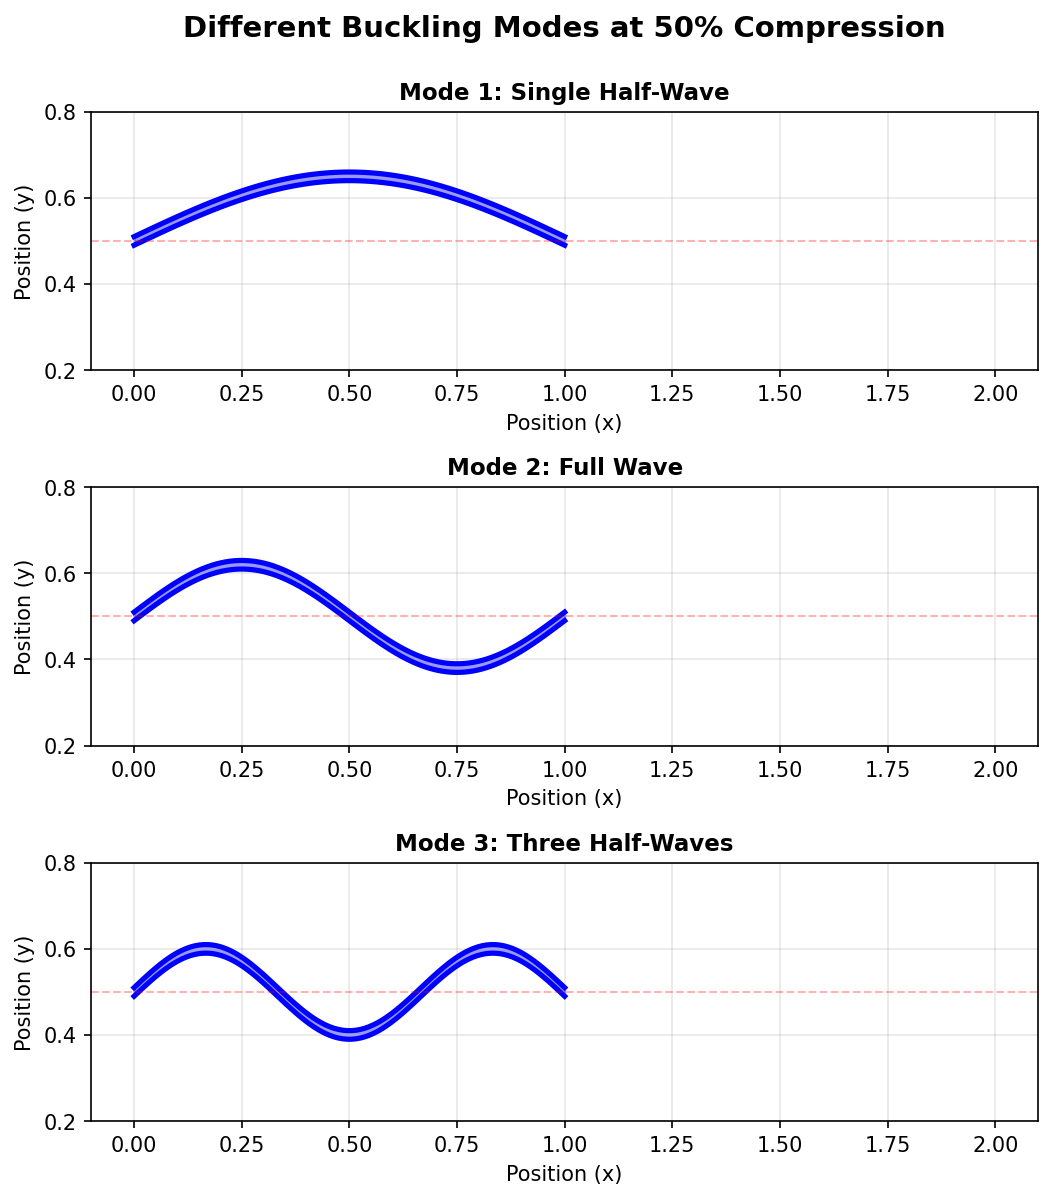 Different Buckling Modes at 50% Compression
Mode 1: Single Half-Wave
0.8
0.6
0.4
0.2
Position (y)
0.00 0.25 0.50 0.75 1.00 1.25 1.50 1.75 2.00
Position (x)
Mode 2: Full Wave
0.8
0.6
0.4
0.2
Position (y)
0.00 0.25 0.50 0.75 1.00 1.25 1.50 1.75 2.00
Position (x)
Mode 3: Three Half-Waves
0.8
0.6
0.4
0.2
Position (y)
0.00 0.25 0.50 0.75 1.00 1.25 1.50 1.75 2.00
Position (x)